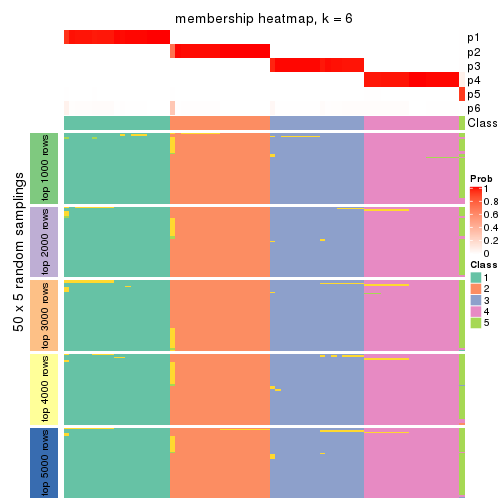 membership heatmap, k = 6
p1
p2
p3
p4
p5
p6
Class
50 x 5 random samplings
top 1000 rows
top 2000 rows
top 3000 rows
top 4000 rows
top 5000 rows
Prob
1
0.8
0.6
0.4
0.2
0
Class
1
2
3
4
5